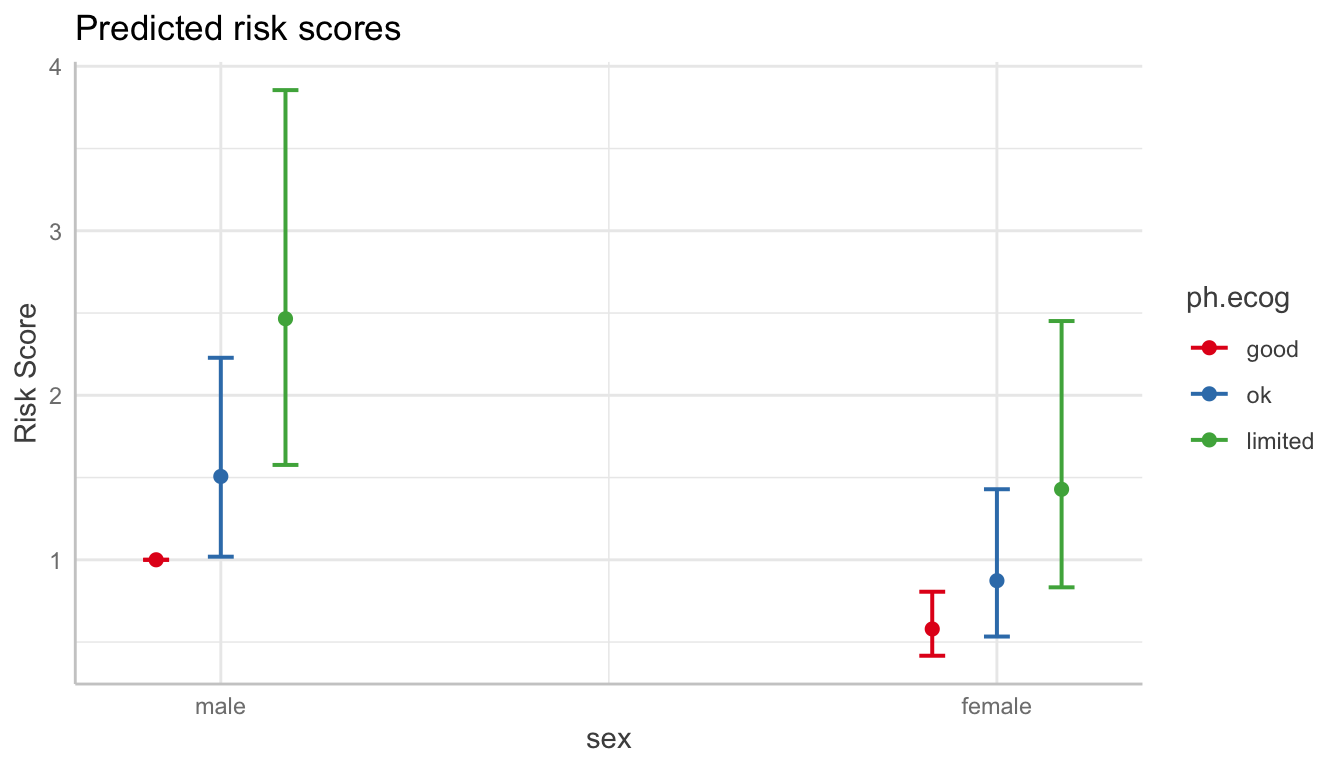 Predicted risk scores
4
3
2
1
Risk Score
male
female
sex
ph.ecog
good
ok
limited